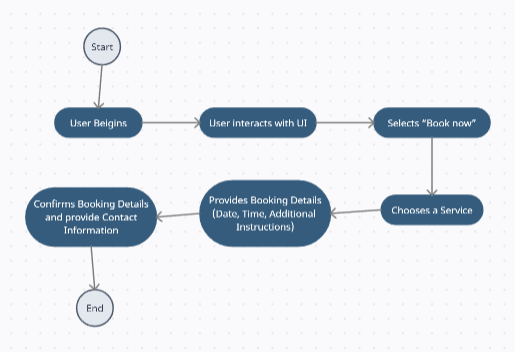 Start
User Beigins
User interacts with UI
Selects “Book now”
Chooses a Service
Provides Booking Details
(Date, Time, Additional
Instructions)
Confirms Booking Details
and provide Contact
Information
End